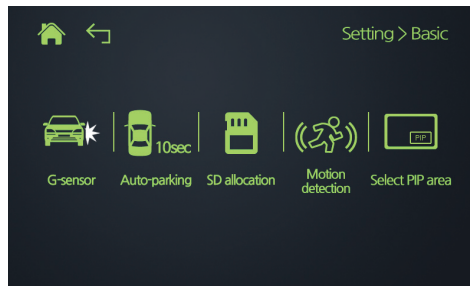 Setting > Basic
10sec
PIP
G-sensor
Auto-parking
SD allocation
Motion
detection
Select PIP area